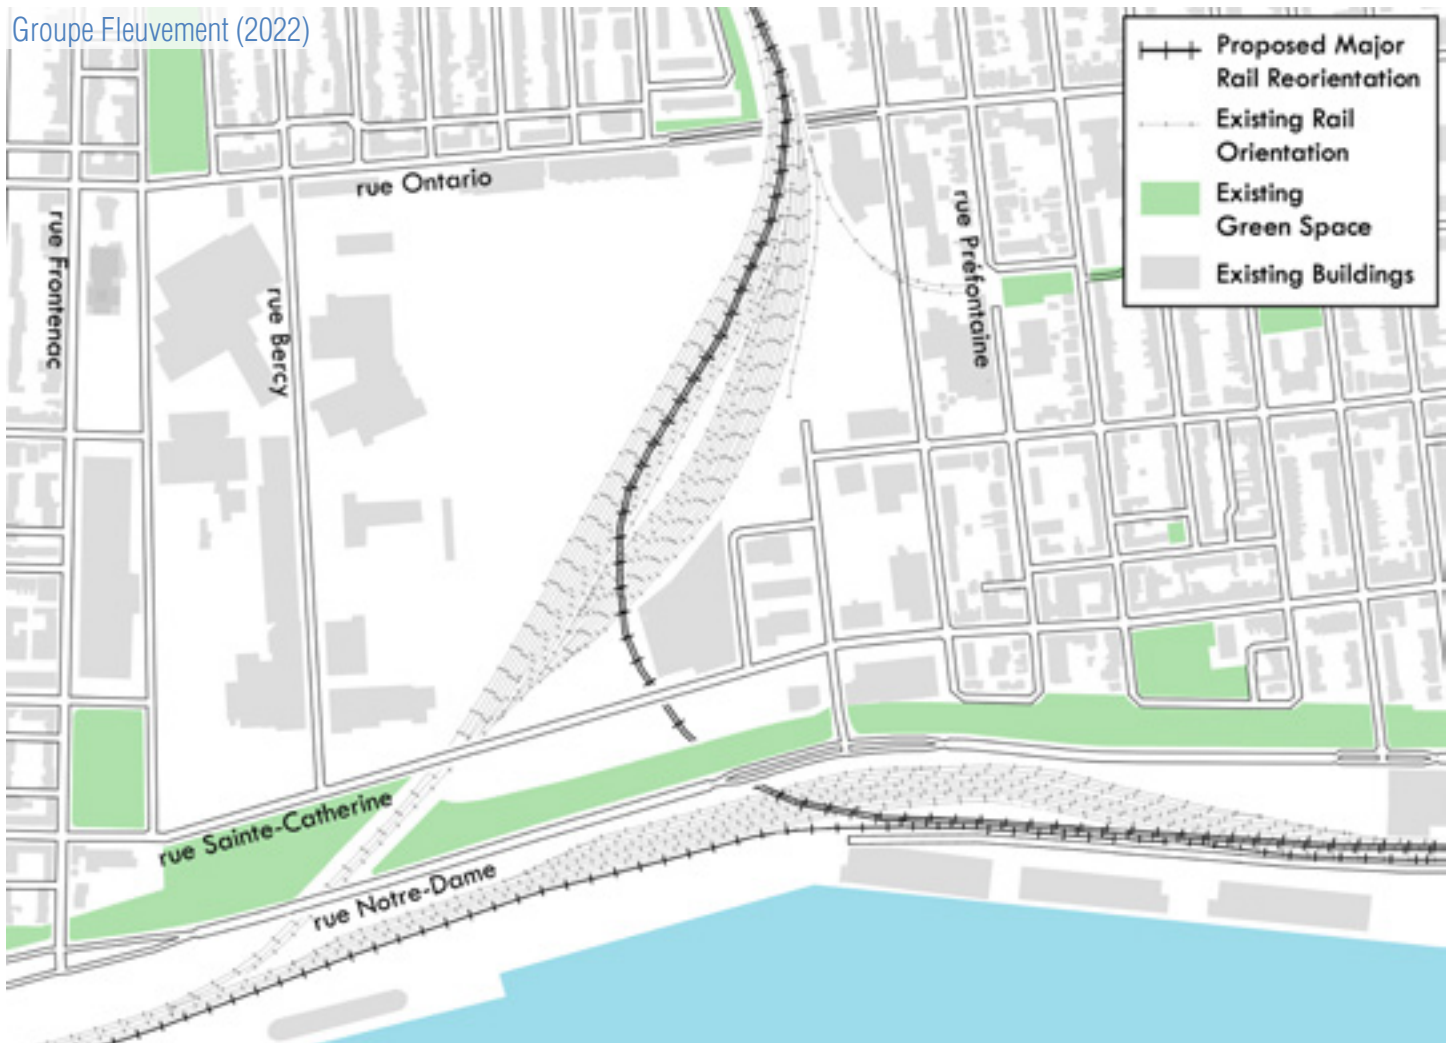 Groupe Fleuvement (2022)
Proposed Major
Rail Reorientation
Existing Rail
Orientation
Existing
Green Space
Existing Buildings
rue Ontario
rue Frontenac
rue Bercy
rue Préfontaine
rue Sainte-Catherine
rue Notre-Dame